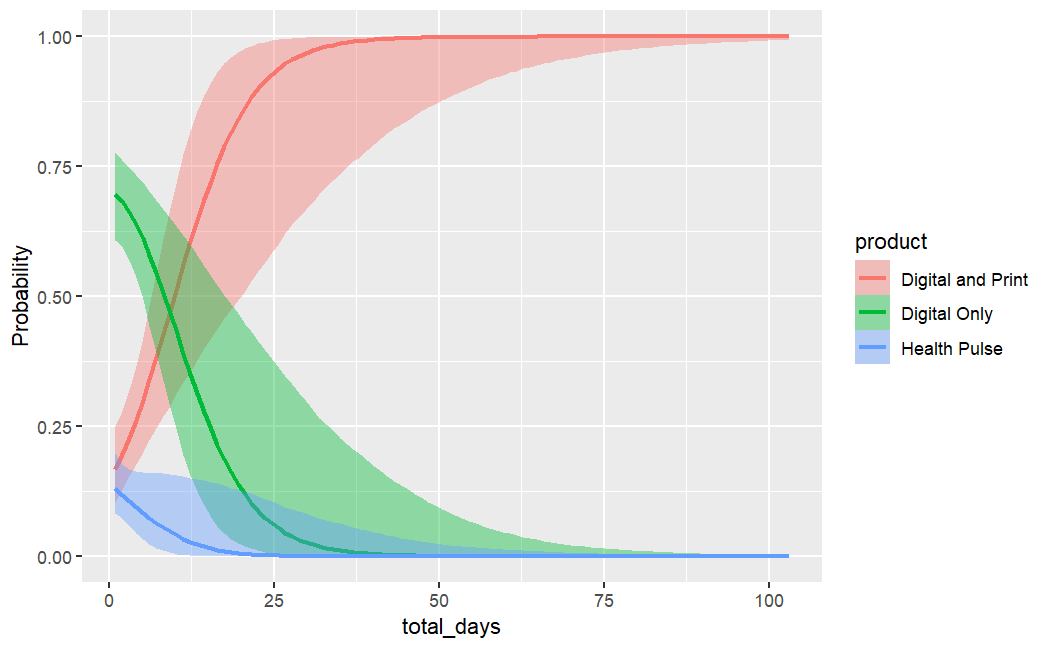 1.00
0.75
0.50
0.25
0.00
Probability
0
25
50
75
100
total_days
product
Digital and Print
Digital Only
Health Pulse